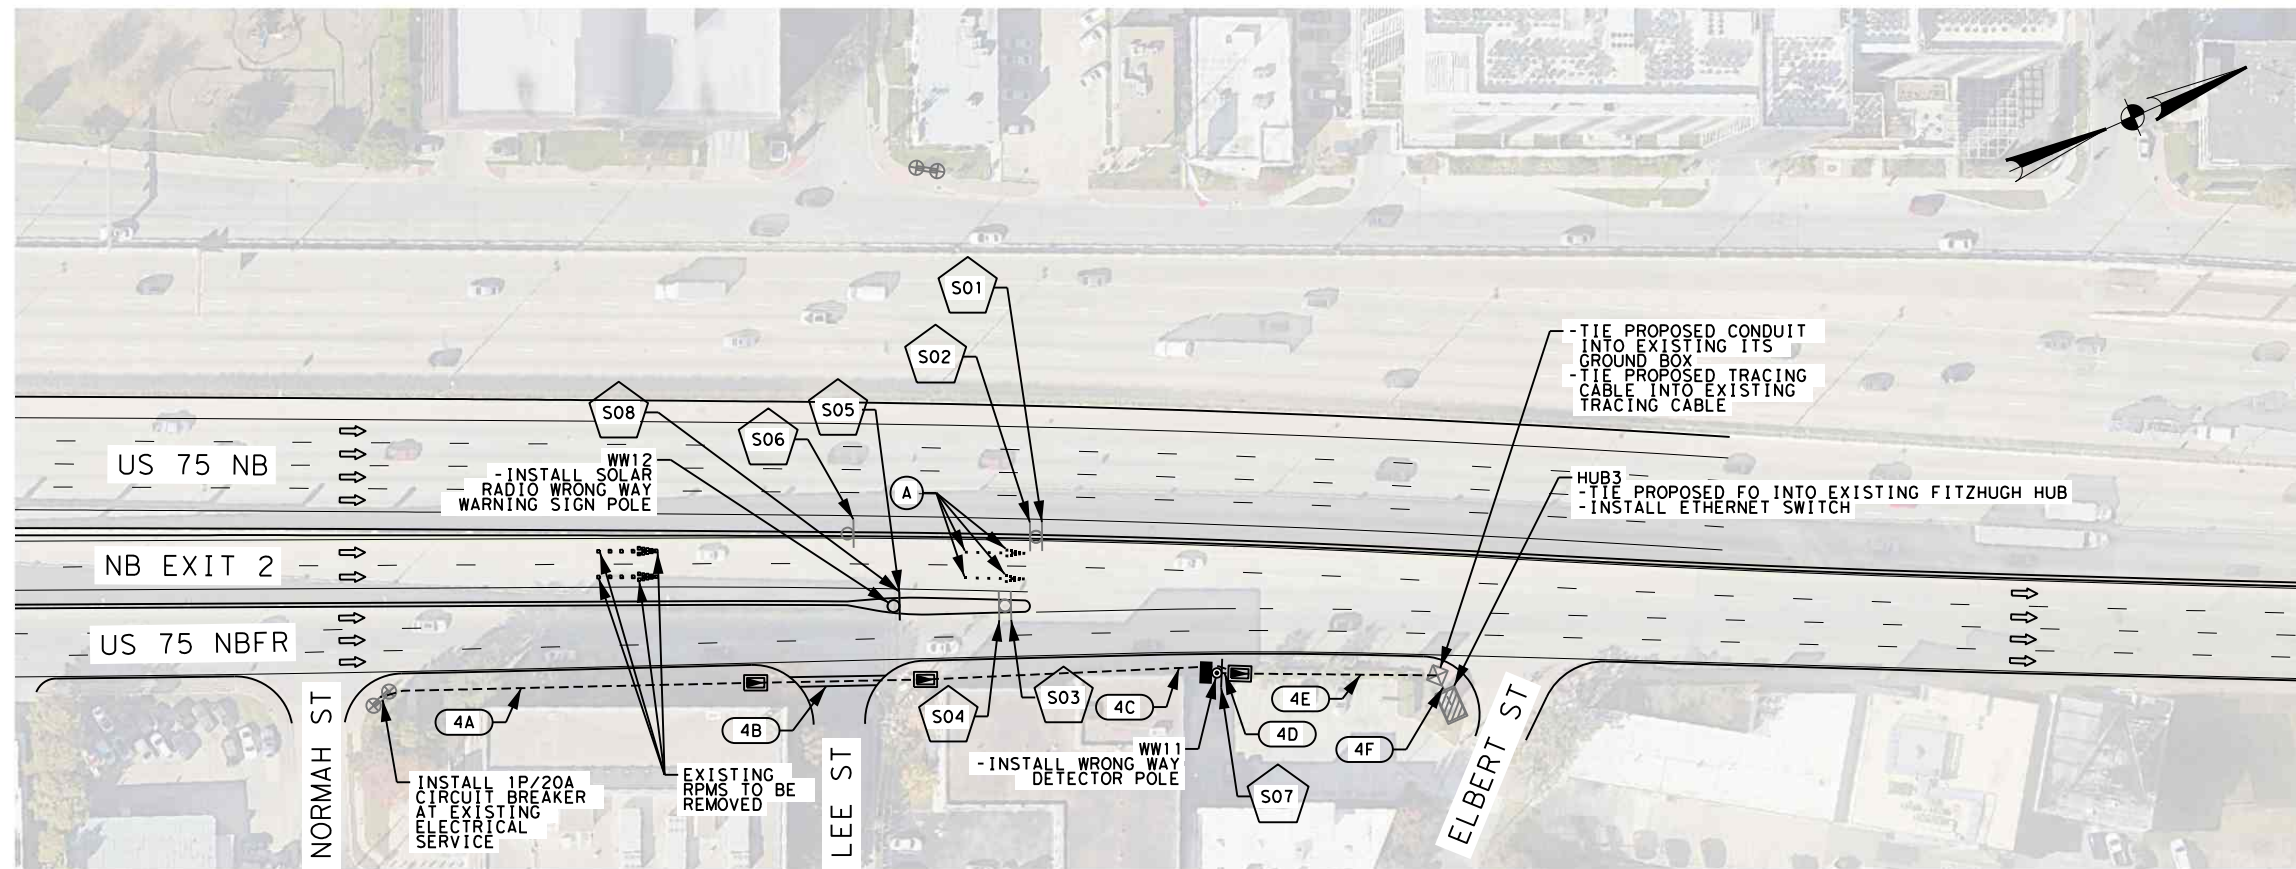 S01
S02
-TIE PROPOSED CONDUIT
INTO EXISTING ITS
GROUND BOX
-TIE PROPOSED TRACING
CABLE INTO EXISTING
TRACING CABLE
S08
S05
S06
US 75 NB
WW12
-INSTALL SOLAR
RADIO WRONG WAY
WARNING SIGN POLE
A
HUB3
-TIE PROPOSED FO INTO EXISTING FITZHUGH HUB
-INSTALL ETHERNET SWITCH
NB EXIT 2
US 75 NBFR
4A
4B
S04
S03
4C
4E
4D
4F
WW11
-INSTALL WRONG WAY
DETECTOR POLE
S07
NORMAH ST
INSTALL 1P/20A
CIRCUIT BREAKER
AT EXISTING
ELECTRICAL
SERVICE
EXISTING
RPMS TO BE
REMOVED
LEE ST
ELBERT ST